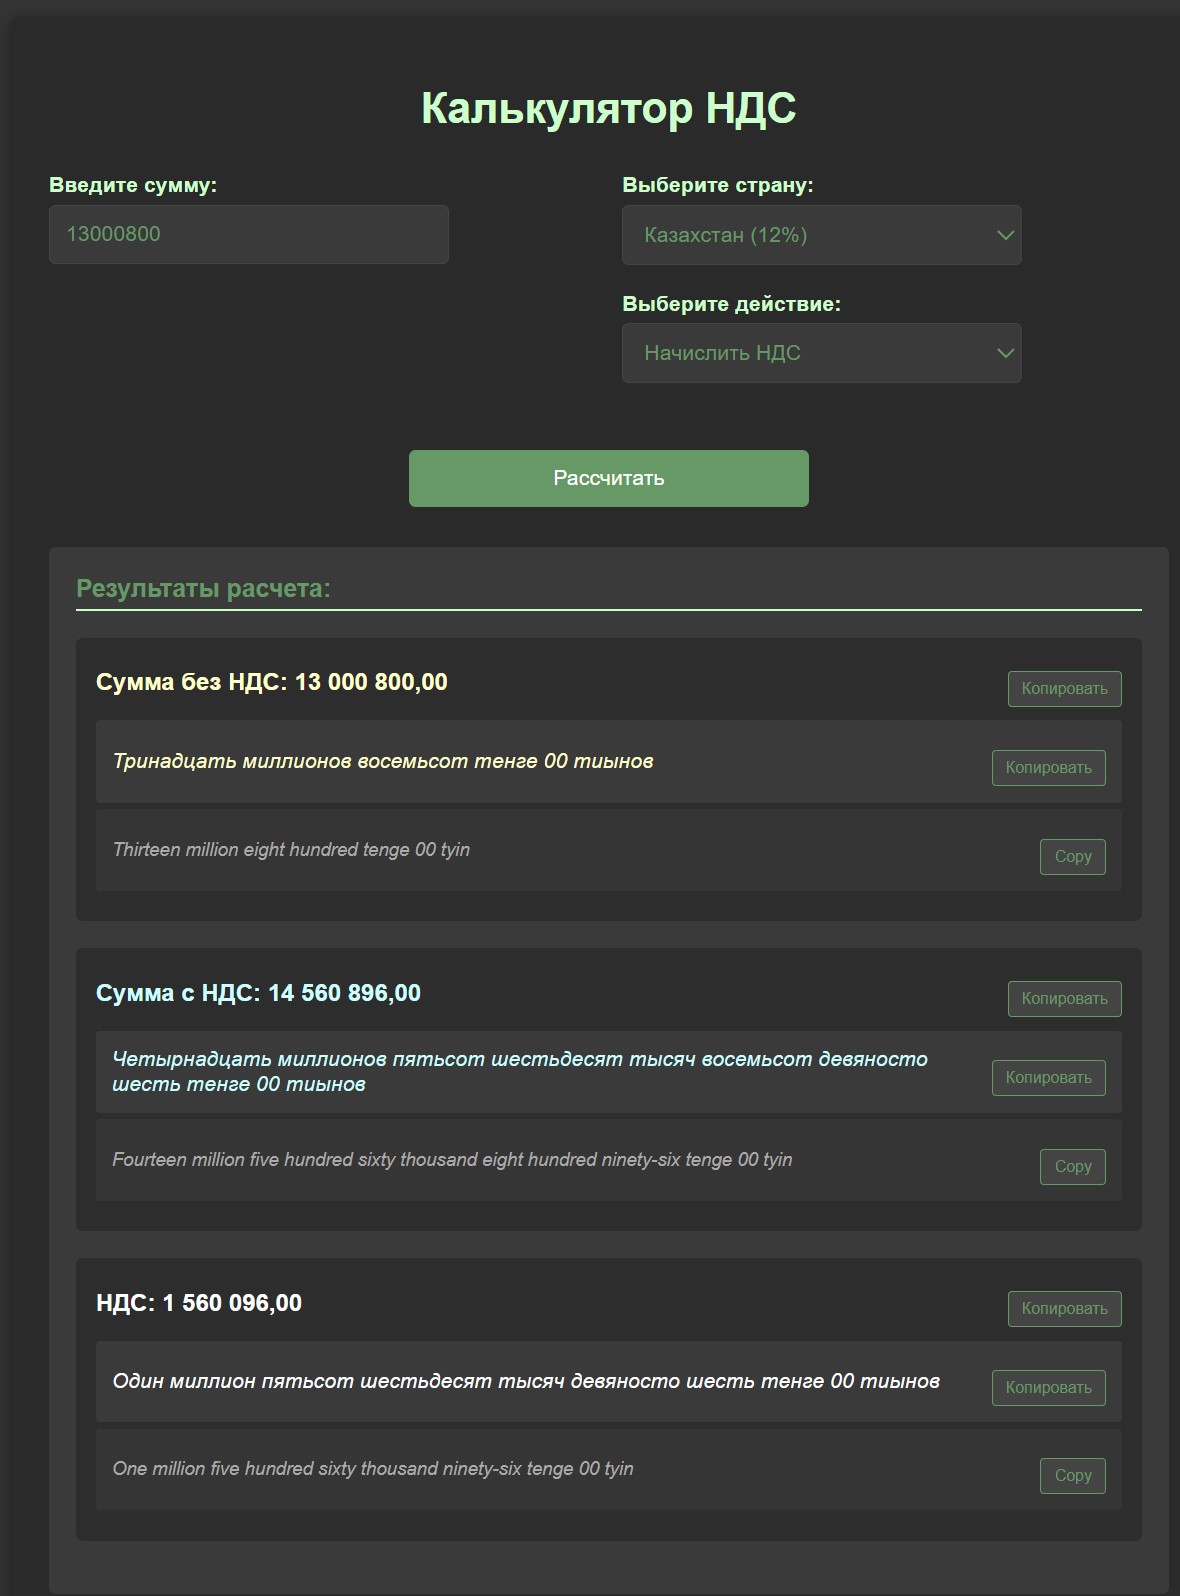 Калькулятор НДС
Введите сумму:
13000800
Выберите страну:
Казахстан (12%)
Выберите действие:
Начислить НДС
Рассчитать
Результаты расчета:
Сумма без НДС: 13 000 800,00
Копировать
Тринадцать миллионов восемьсот тенге 00 тиынов
Копировать
Thirteen million eight hundred tenge 00 tyin
Copy
Сумма с НДС: 14 560 896,00
Копировать
Четырнадцать миллионов пятьсот шестьдесят тысяч восемьсот девяносто
шесть тенге 00 тиынов
Копировать
Fourteen million five hundred sixty thousand eight hundred ninety-six tenge 00 tyin
Copy
НДС: 1 560 096,00
Копировать
Один миллион пятьсот шестьдесят тысяч девяносто шесть тенге 00 тиынов
Копировать
One million five hundred sixty thousand ninety-six tenge 00 tyin
Copy